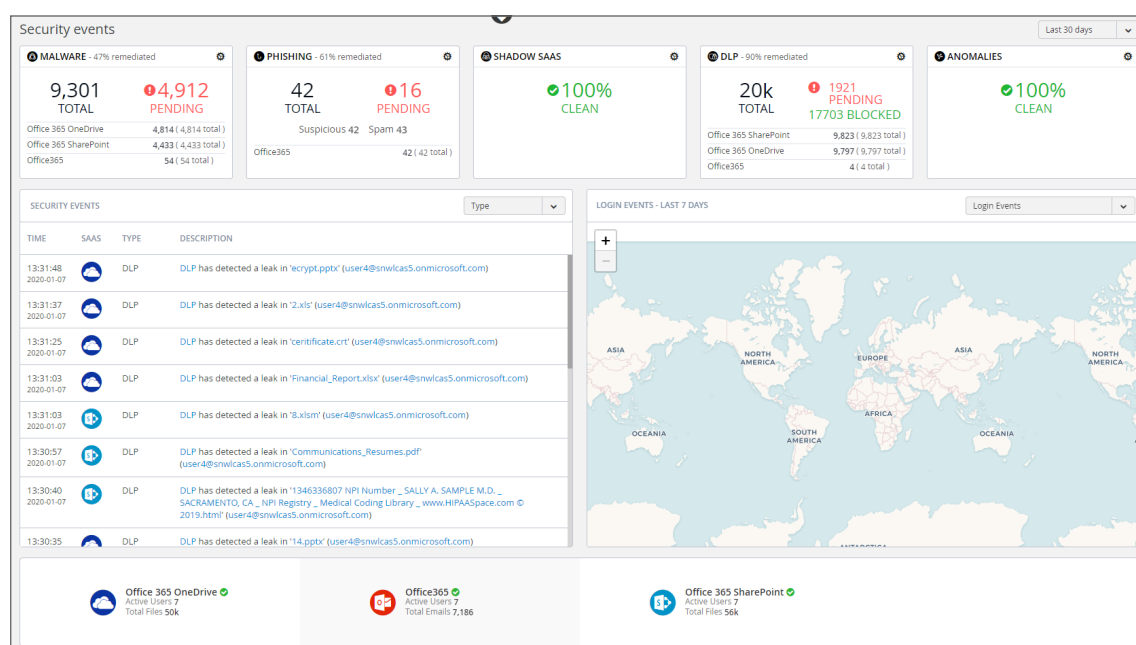 Security events
Last 30 days
MALWARE - 47% remediated
9,301
TOTAL
4,912
PENDING
Office 365 OneDrive 4,814 ( 4,814 total )
Office 365 SharePoint 4,433 ( 4,433 total )
Office365 54 ( 54 total )
PHISHING - 61% remediated
42
TOTAL
16
PENDING
Suspicious 42 Spam 43
Office365 42 ( 42 total )
SHADOW SAAS
100%
CLEAN
DLP - 90% remediated
20k
TOTAL
1921
PENDING
17703 BLOCKED
Office 365 SharePoint 9,823 ( 9,823 total )
Office 365 OneDrive 9,797 ( 9,797 total )
Office365 4 ( 4 total )
ANOMALIES
100%
CLEAN
SECURITY EVENTS
Type
TIME SAAS TYPE DESCRIPTION
13:31:48 DLP DLP has detected a leak in 'ecrypt.pptx' (user4@snwlcas5.onmicrosoft.com)
2020-01-07
13:31:37 DLP DLP has detected a leak in '2.xls' (user4@snwlcas5.onmicrosoft.com)
2020-01-07
13:31:25 DLP DLP has detected a leak in 'ceritificate.crt' (user4@snwlcas5.onmicrosoft.com)
2020-01-07
13:31:03 DLP DLP has detected a leak in 'Financial_Report.xlsx' (user4@snwlcas5.onmicrosoft.com)
2020-01-07
13:31:03 DLP DLP has detected a leak in '8.xlsm' (user4@snwlcas5.onmicrosoft.com)
2020-01-07
13:30:57 DLP DLP has detected a leak in 'Communications_Resumes.pdf'
2020-01-07 (user4@snwlcas5.onmicrosoft.com)
13:30:40 DLP DLP has detected a leak in '1346336807 NPI Number _ SALLY A. SAMPLE M.D. _
2020-01-07 SACRAMENTO, CA _ NPI Registry _ Medical Coding Library _ www.HIPAASpace.com ©
2019.html' (user4@snwlcas5.onmicrosoft.com)
13:30:35 DLP DLP has detected a leak in '14.pptx' (user4@snwlcas5.onmicrosoft.com)
LOGIN EVENTS - LAST 7 DAYS
Login Events
+
−
ASIA
NORTH
AMERICA
EUROPE
ASIA
NORTH
AMERICA
AFRICA
OCEANIA
SOUTH
AMERICA
OCEANIA
ANTARCTICA
Office 365 OneDrive
Active Users 7
Total Files 50k
Office365
Active Users 7
Total Emails 7,186
Office 365 SharePoint
Active Users 7
Total Files 56k